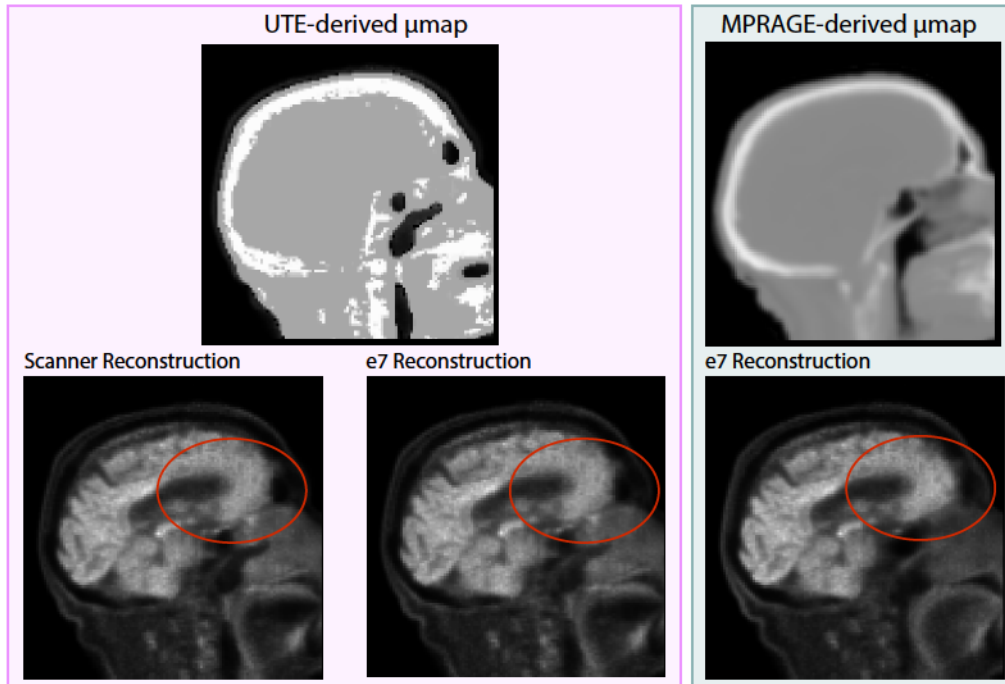 UTE-derived μmap
MPRAGE-derived μmap
Scanner Reconstruction
e7 Reconstruction
e7 Reconstruction